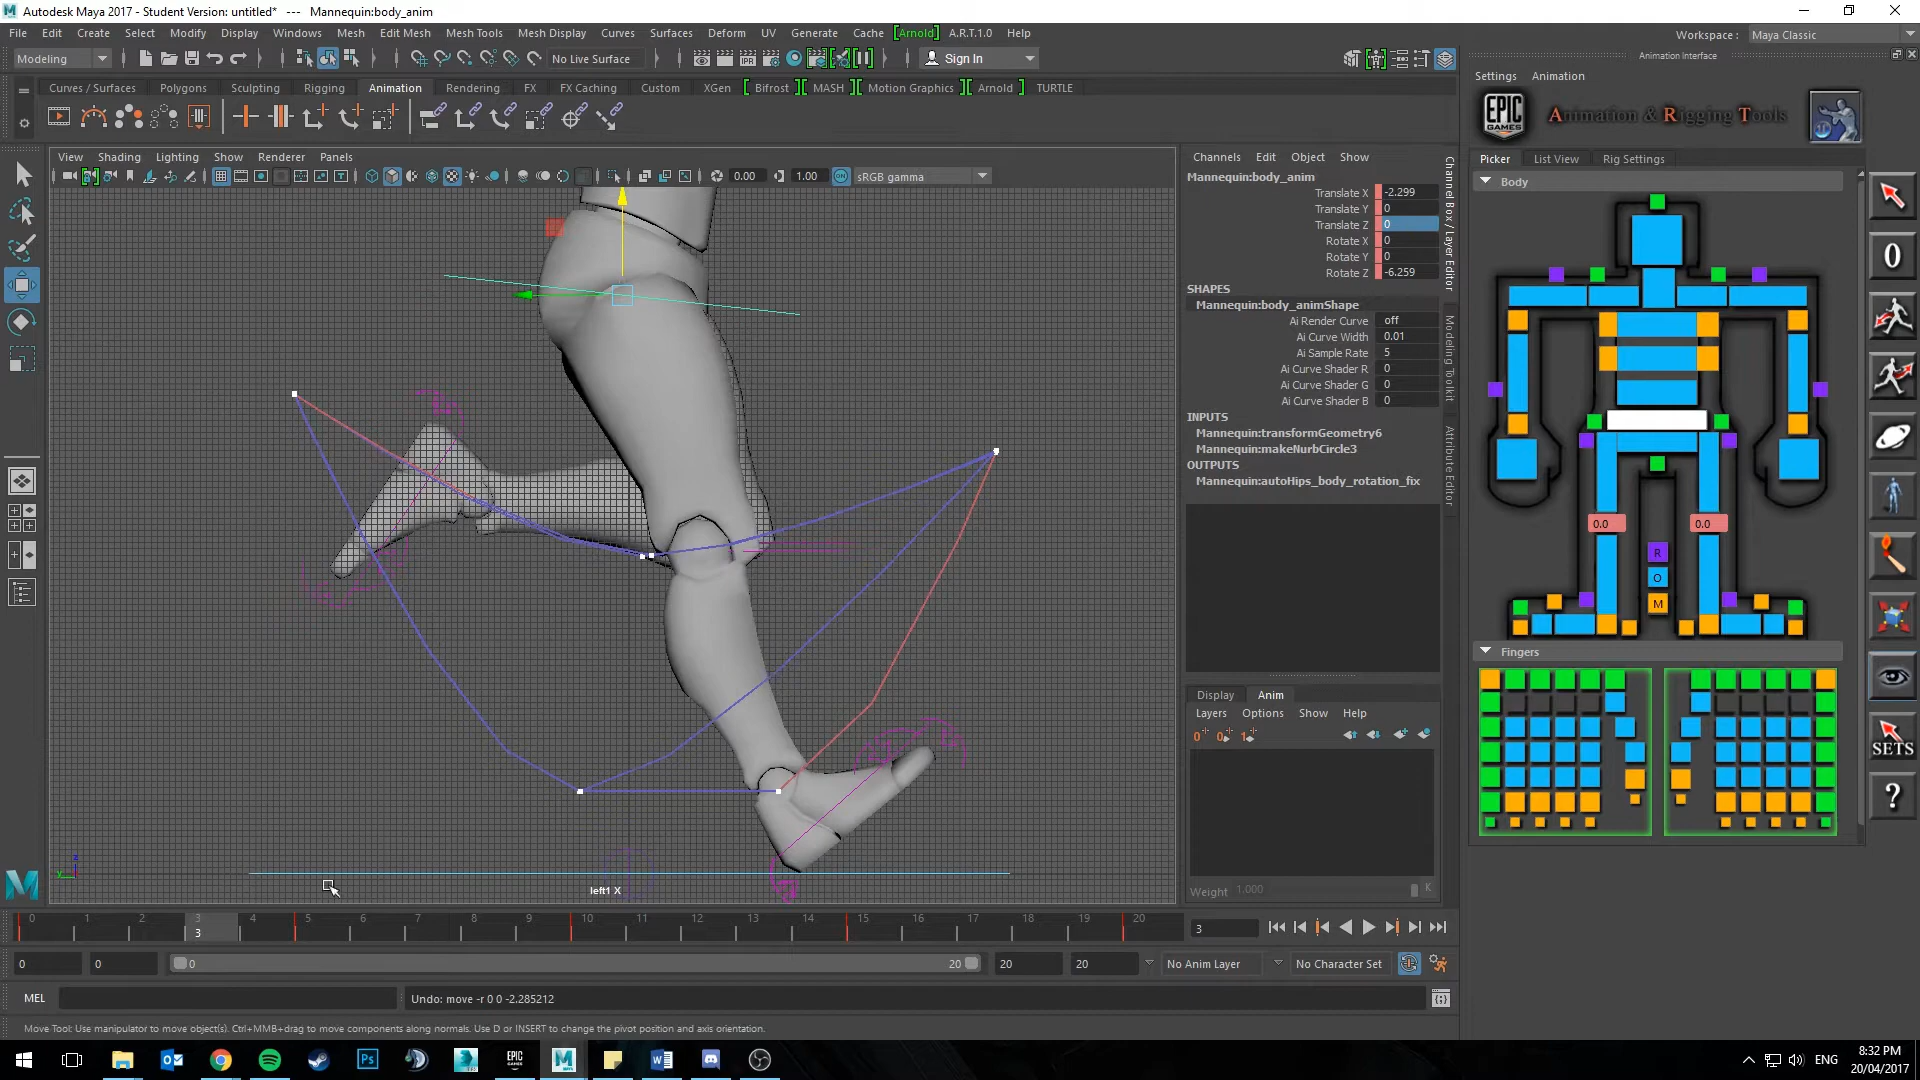 Autodesk Maya 2017 - Student Version: untitled*   ---   Mannequin:body_anim
File Edit Create Select Modify Display Windows Mesh Edit Mesh Mesh Tools Mesh Display Curves Surfaces Deform UV Generate Cache [Arnold] A.R.T.1.0 Help
Workspace : Maya Classic
Modeling No Live Surface Sign In
Animation Interface
Settings Animation
Curves / Surfaces Polygons Sculpting Rigging Animation Rendering FX FX Caching Custom XGen [ Bifrost ][ MASH ][ Motion Graphics ][ Arnold ] TURTLE
EPIC GAMES
Animation & Rigging Tools
View Shading Lighting Show Renderer Panels
0.00 1.00 ON sRGB gamma
Channels Edit Object Show
Mannequin:body_anim
Translate X -2.299
Translate Y 0
Translate Z 0
Rotate X 0
Rotate Y 0
Rotate Z -6.259
SHAPES
Mannequin:body_animShape
Ai Render Curve off
Ai Curve Width 0.01
Ai Sample Rate 5
Ai Curve Shader R 0
Ai Curve Shader G 0
Ai Curve Shader B 0
INPUTS
Mannequin:transformGeometry6
Mannequin:makeNurbCircle3
OUTPUTS
Mannequin:autoHips_body_rotation_fix
Channel Box / Layer Editor
Modeling Toolkit
Attribute Editor
Display Anim
Layers Options Show Help
0 0 1
Weight 1.000 K
Picker List View Rig Settings
Body
0.0 0.0
R
O
M
Fingers
0
SETS
?
z
y
left1 X
0 1 2 3 4 5 6 7 8 9 10 11 12 13 14 15 16 17 18 19 20
3
3
0 0 0 20 20 20 No Anim Layer No Character Set
MEL Undo: move -r 0 0 -2.285212
Move Tool: Use manipulator to move object(s). Ctrl+MMB+drag to move components along normals. Use D or INSERT to change the pivot position and axis orientation.
ENG
8:32 PM
20/04/2017